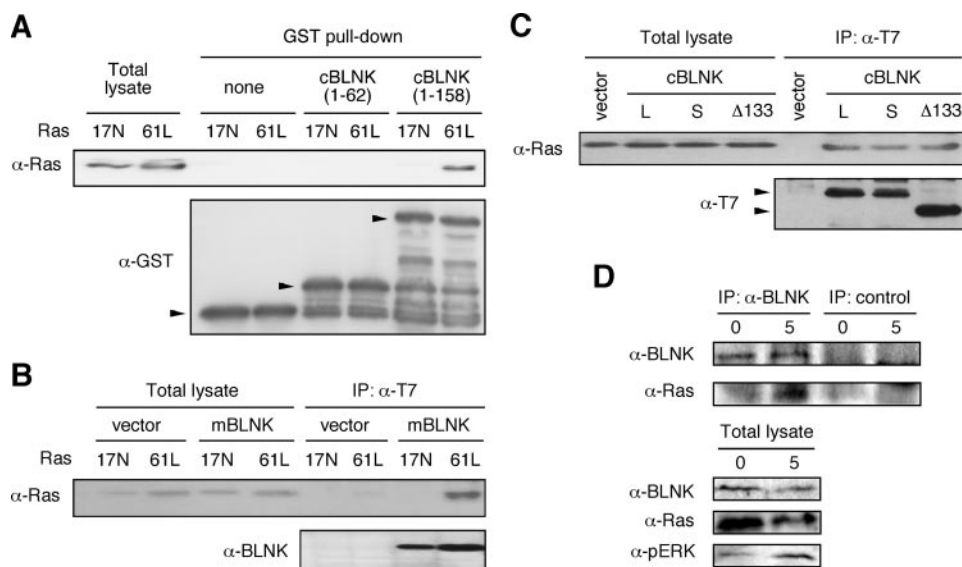 A
GST pull-down
Total lysate
none
cBLNK (1-62)
cBLNK (1-158)
Ras 17N 61L 17N 61L 17N 61L 17N 61L
α-Ras
α-GST
B
Total lysate IP: α-T7
vector mBLNK vector mBLNK
Ras 17N 61L 17N 61L 17N 61L 17N 61L
α-Ras
α-BLNK
C
Total lysate IP: α-T7
vector cBLNK vector cBLNK
L S Δ133 L S Δ133
α-Ras
α-T7
D
IP: α-BLNK IP: control
0 5 0 5
α-BLNK
α-Ras
Total lysate
0 5
α-BLNK
α-Ras
α-pERK